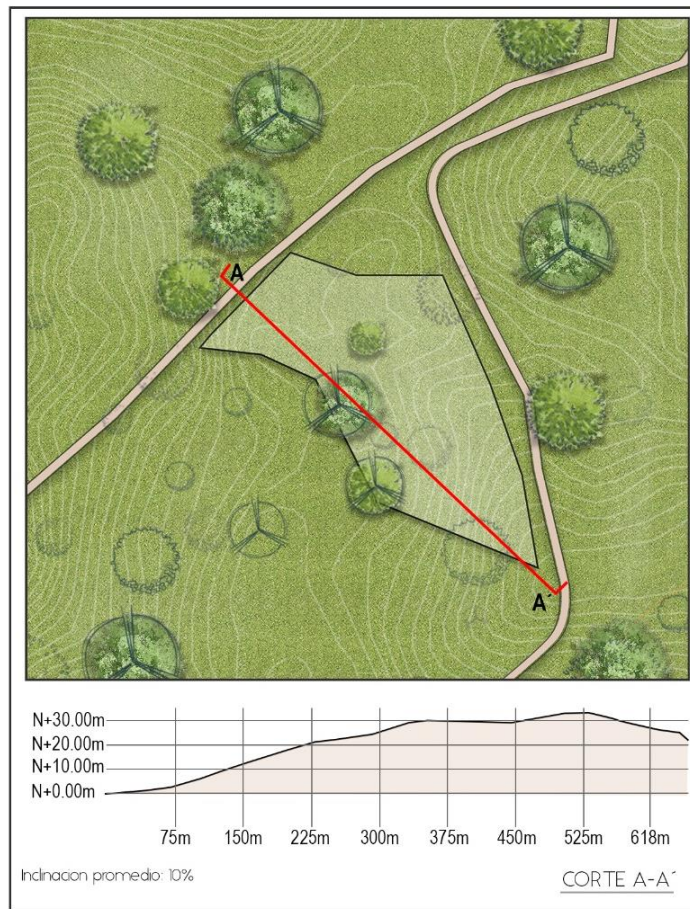 A
A´
N+30.00m
N+20.00m
N+10.00m
N+0.00m
75m 150m 225m 300m 375m 450m 525m 618m
Inclinacion promedio: 10%
CORTE A-A´